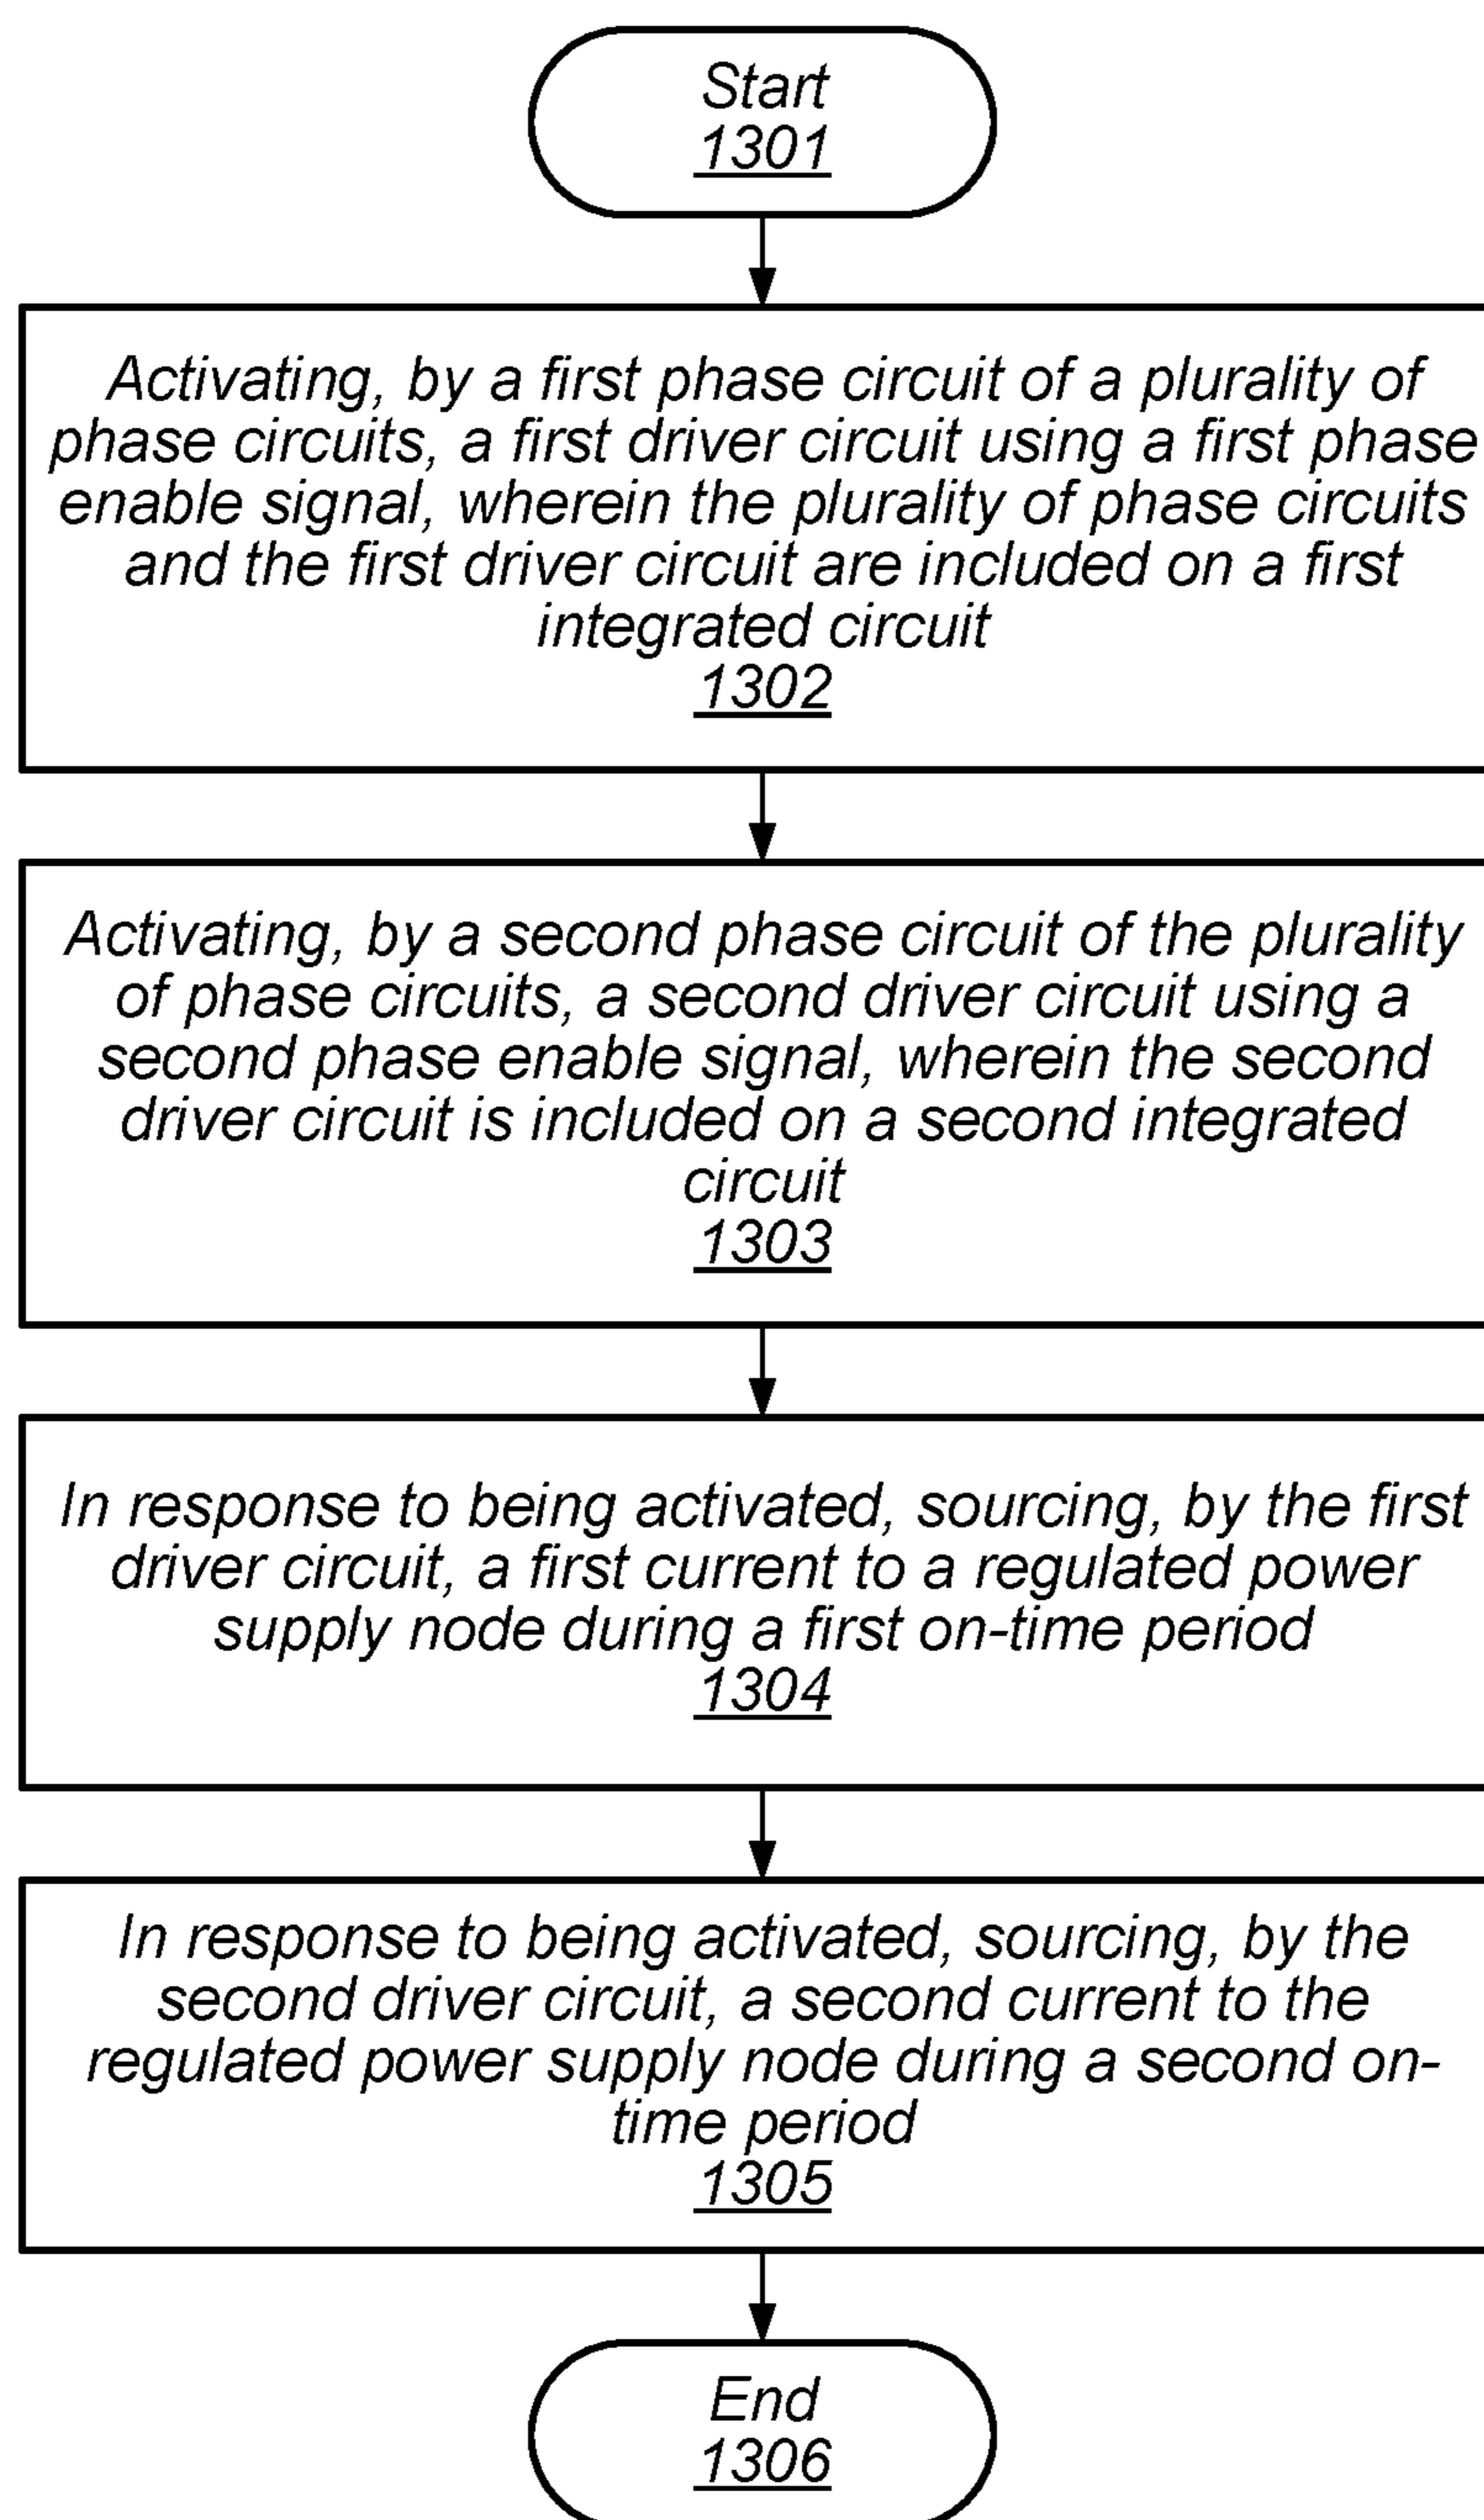 Start
1301
Activating, by a first phase circuit of a plurality of
phase circuits, a first driver circuit using a first phase
enable signal, wherein the plurality of phase circuits
and the first driver circuit are included on a first
integrated circuit
1302
Activating, by a second phase circuit of the plurality
of phase circuits, a second driver circuit using a
second phase enable signal, wherein the second
driver circuit is included on a second integrated
circuit
1303
In response to being activated, sourcing, by the first
driver circuit, a first current to a regulated power
supply node during a first on-time period
1304
In response to being activated, sourcing, by the
second driver circuit, a second current to the
regulated power supply node during a second on-
time period
1305
End
1306